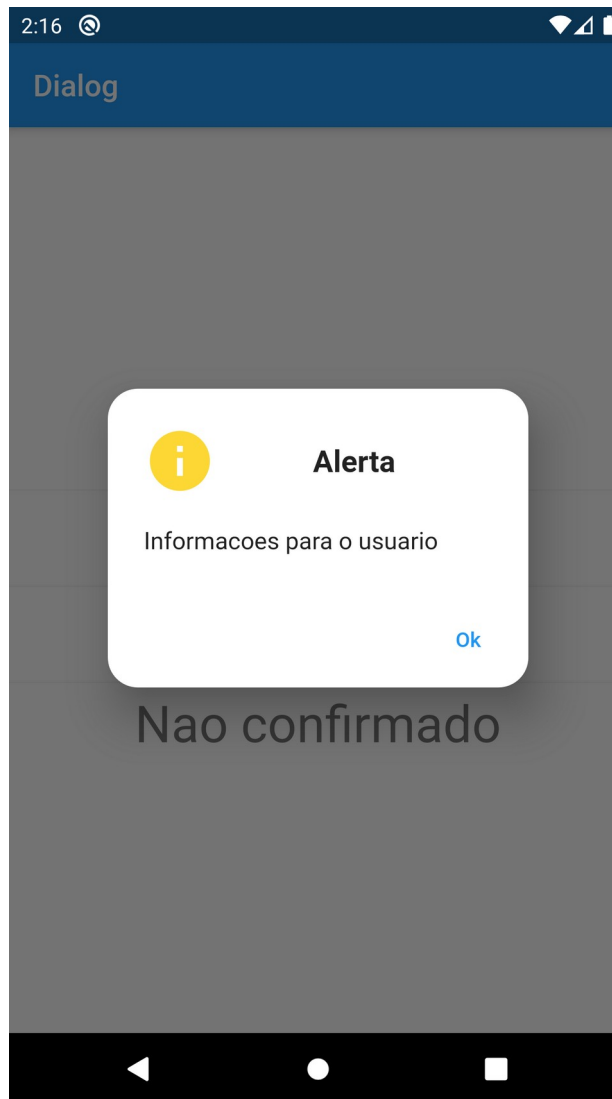 2:16
Dialog
Alerta
Informacoes para o usuario
Ok
Nao confirmado